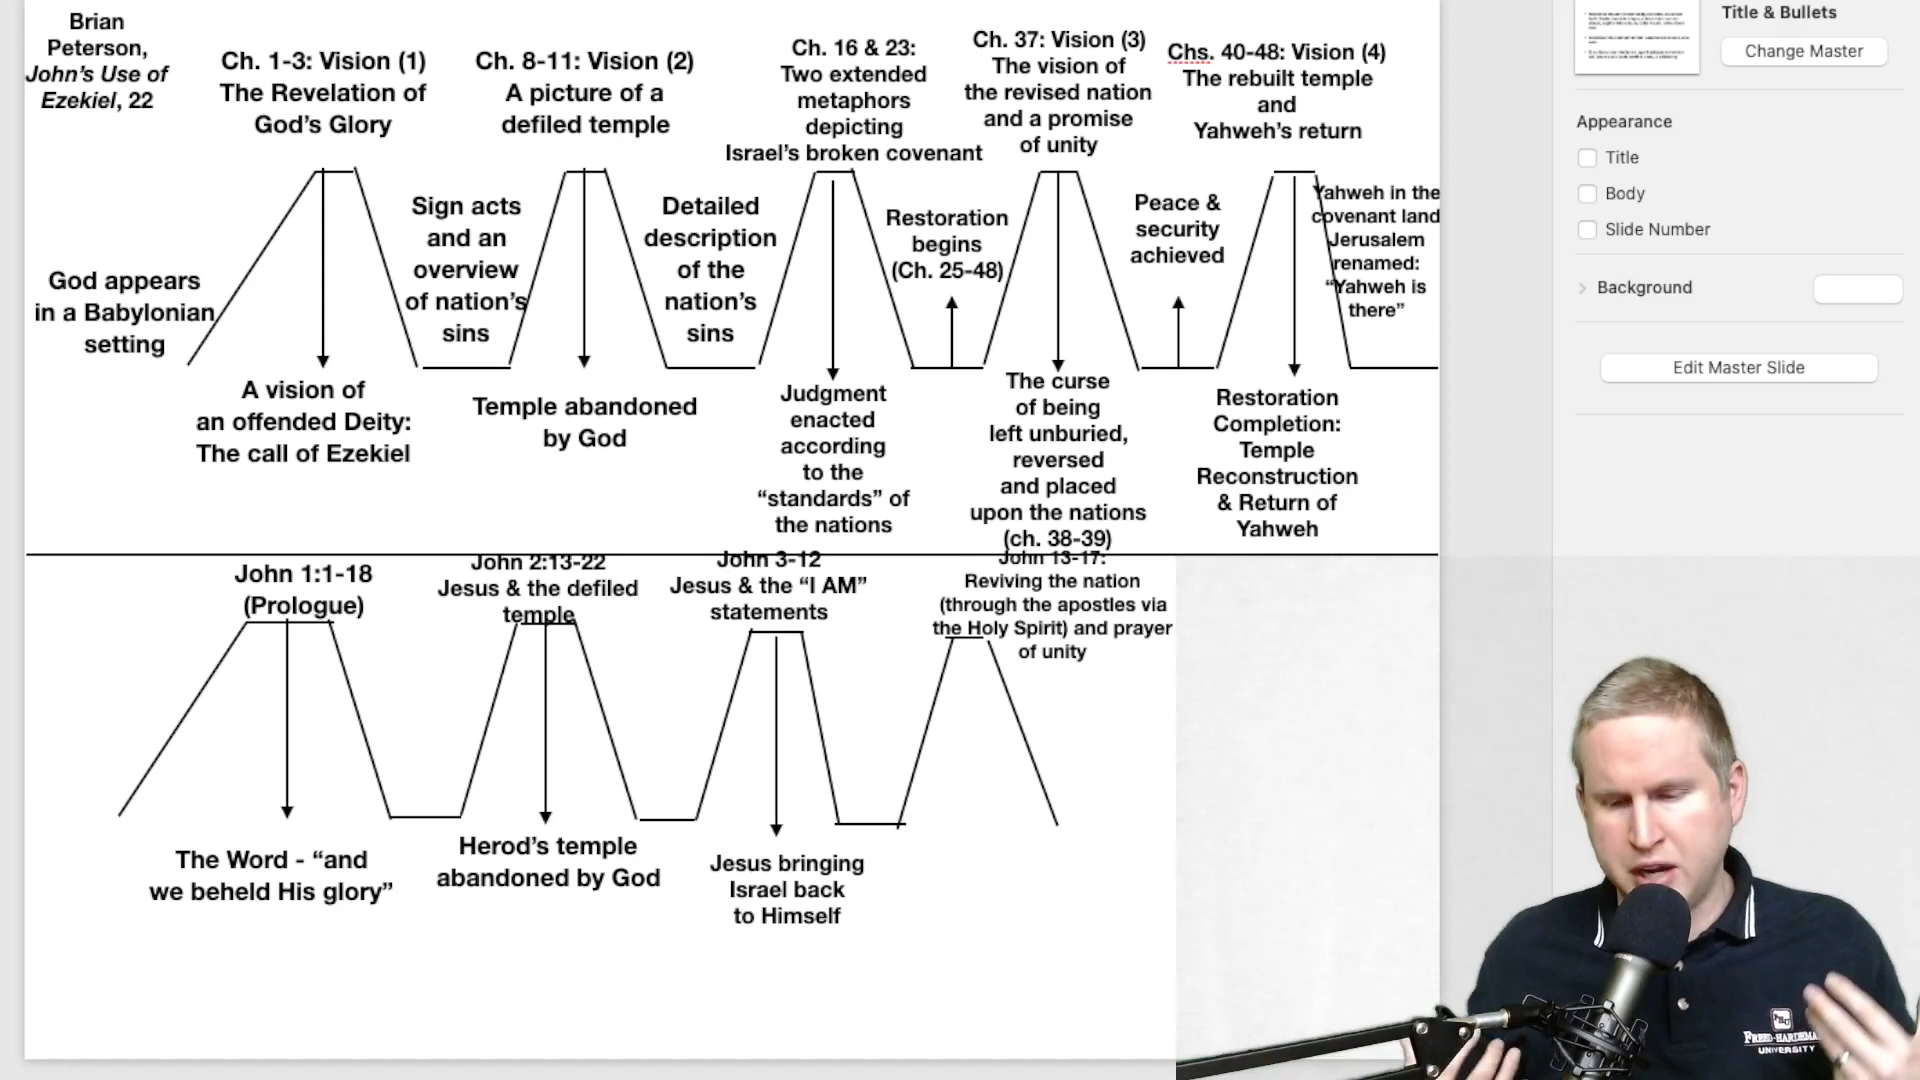 Brian
Peterson,
John's Use of
Ezekiel, 22
Ch. 1-3: Vision (1)
The Revelation of
God's Glory
Ch. 8-11: Vision (2)
A picture of a
defiled temple
Ch. 16 & 23:
Two extended
metaphors
depicting
Israel's broken covenant
Ch. 37: Vision (3)
The vision of
the revised nation
and a promise
of unity
Chs. 40-48: Vision (4)
The rebuilt temple
and
Yahweh's return
God appears
in a Babylonian
setting
Sign acts
and an
overview
of nation's
sins
Detailed
description
of the
nation's
sins
Restoration
begins
(Ch. 25-48)
Peace &
security
achieved
Yahweh in the
covenant land
Jerusalem
renamed:
“Yahweh is
there”
A vision of
an offended Deity:
The call of Ezekiel
Temple abandoned
by God
Judgment
enacted
according
to the
“standards” of
the nations
The curse
of being
left unburied,
reversed
and placed
upon the nations
(ch. 38-39)
Restoration
Completion:
Temple
Reconstruction
& Return of
Yahweh
John 1:1-18
(Prologue)
John 2:13-22
Jesus & the defiled
temple
John 3-12
Jesus & the “I AM”
statements
John 13-17:
Reviving the nation
(through the apostles via
the Holy Spirit) and prayer
of unity
The Word - “and
we beheld His glory”
Herod's temple
abandoned by God
Jesus bringing
Israel back
to Himself
Title & Bullets
Change Master
Appearance
Title
Body
Slide Number
Background
Edit Master Slide
FHU
FREED-HARDEMA
UNIVERSITY